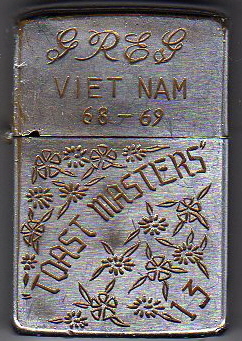 GREG
VIET NAM
68-69
"TOAST MASTERS"
13